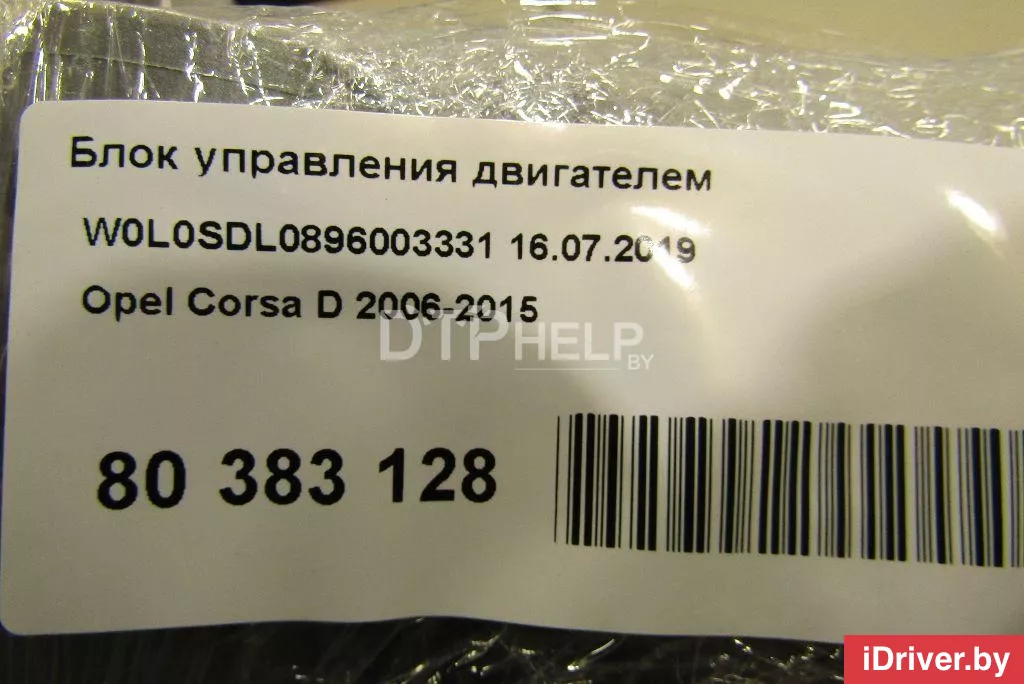 Блок управления двигателем
W0L0SDL0896003331 16.07.2019
Opel Corsa D 2006-2015
DTPHELP.BY
80 383 128
iDriver.by